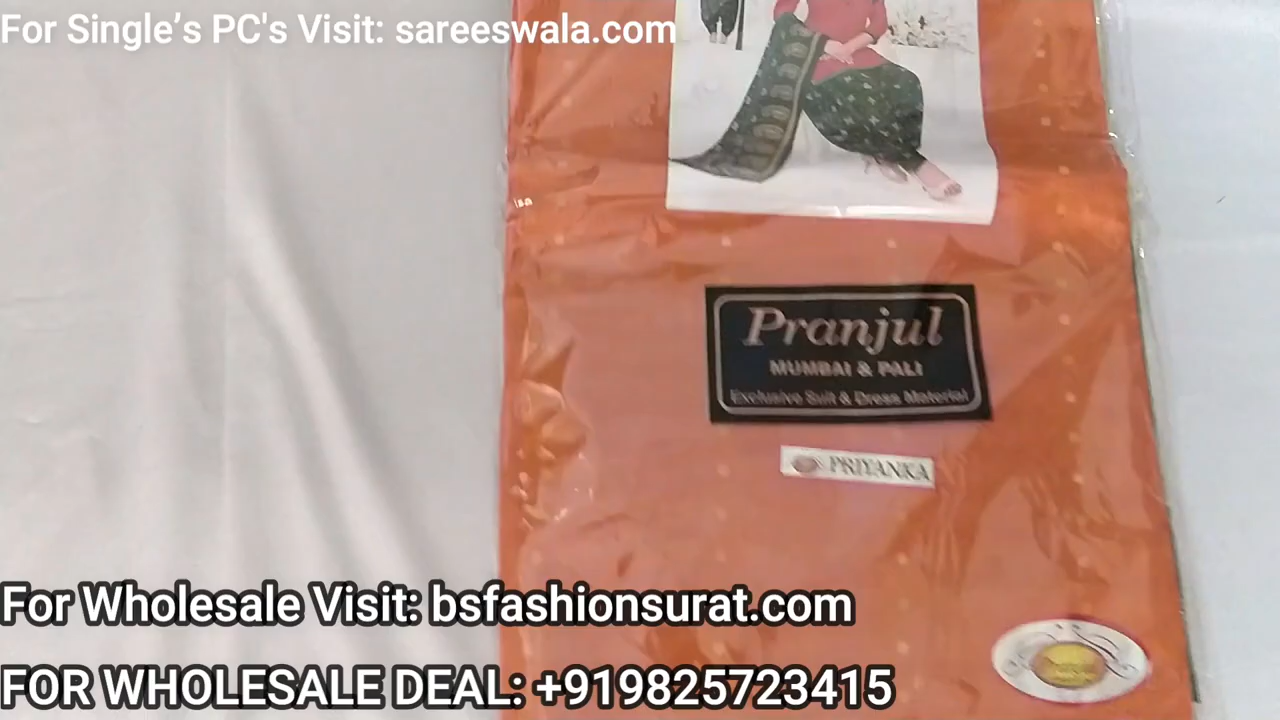 For Single’s PC's Visit: sareeswala.com
Pranjul
MUMBAI & PALI
Exclusive Suit & Dress Material
PRIYANKA
For Wholesale Visit: bsfashionsurat.com
FOR WHOLESALE DEAL: +919825723415